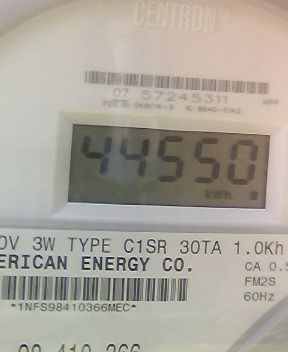 CENTRON
07 57245311
44550
kWh
0V 3W TYPE C1SR 30TA 1.0Kh
ERICAN ENERGY CO.
CA 0.5
FM2S
60Hz
*1NFS98410366MEC*